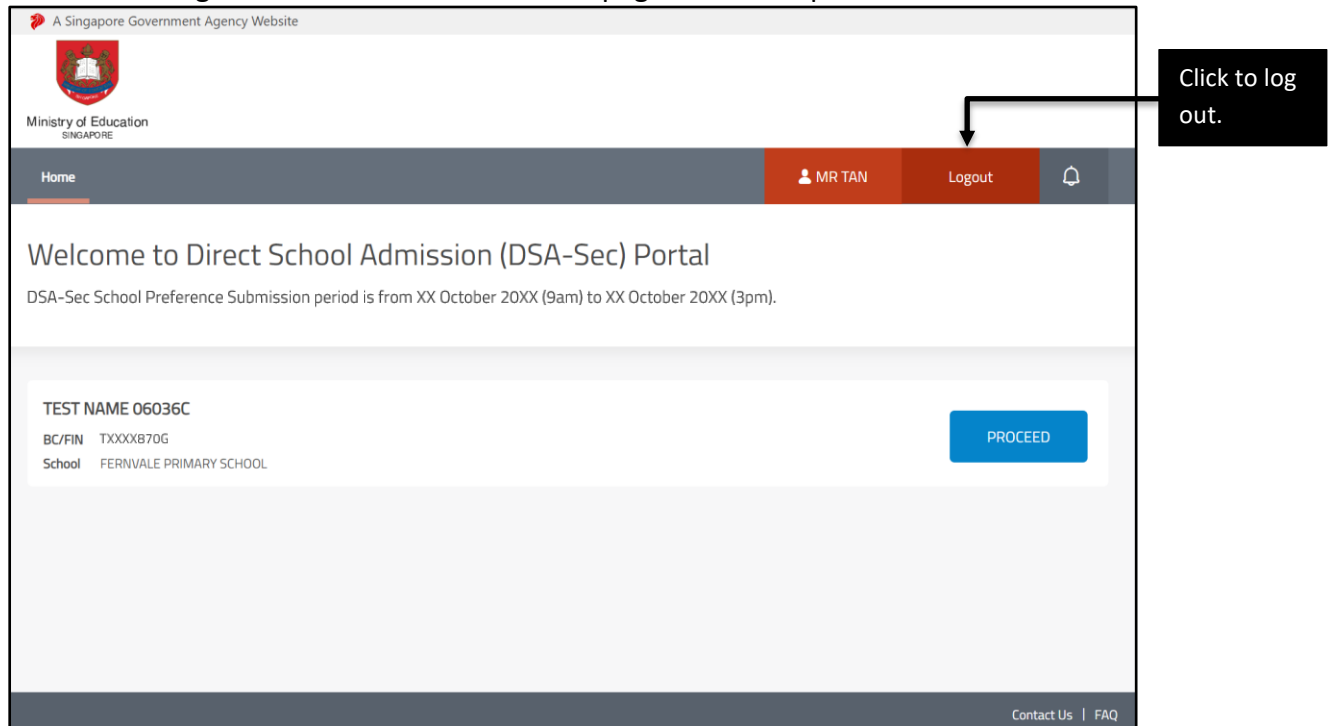 A Singapore Government Agency Website
Ministry of Education
SINGAPORE
Click to log
out.
Home
MR TAN
Logout
Welcome to Direct School Admission (DSA-Sec) Portal
DSA-Sec School Preference Submission period is from XX October 20XX (9am) to XX October 20XX (3pm).
TEST NAME 06036C
BC/FIN TXXXX870G
School FERNVALE PRIMARY SCHOOL
PROCEED
Contact Us | FAQ